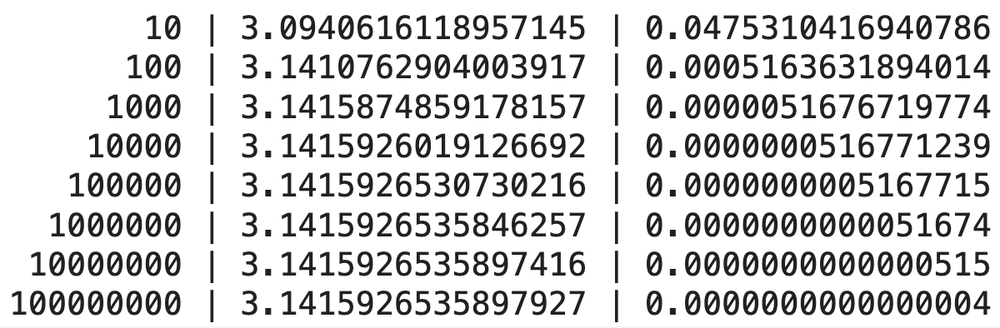 10 | 3.0940616118957145 | 0.0475310416940786
100 | 3.1410762904003917 | 0.0005163631894014
1000 | 3.1415874859178157 | 0.0000051676719774
10000 | 3.1415926019126692 | 0.0000000516771239
100000 | 3.1415926530730216 | 0.0000000005167715
1000000 | 3.1415926535846257 | 0.0000000000051674
10000000 | 3.1415926535897416 | 0.0000000000000515
100000000 | 3.1415926535897927 | 0.0000000000000004